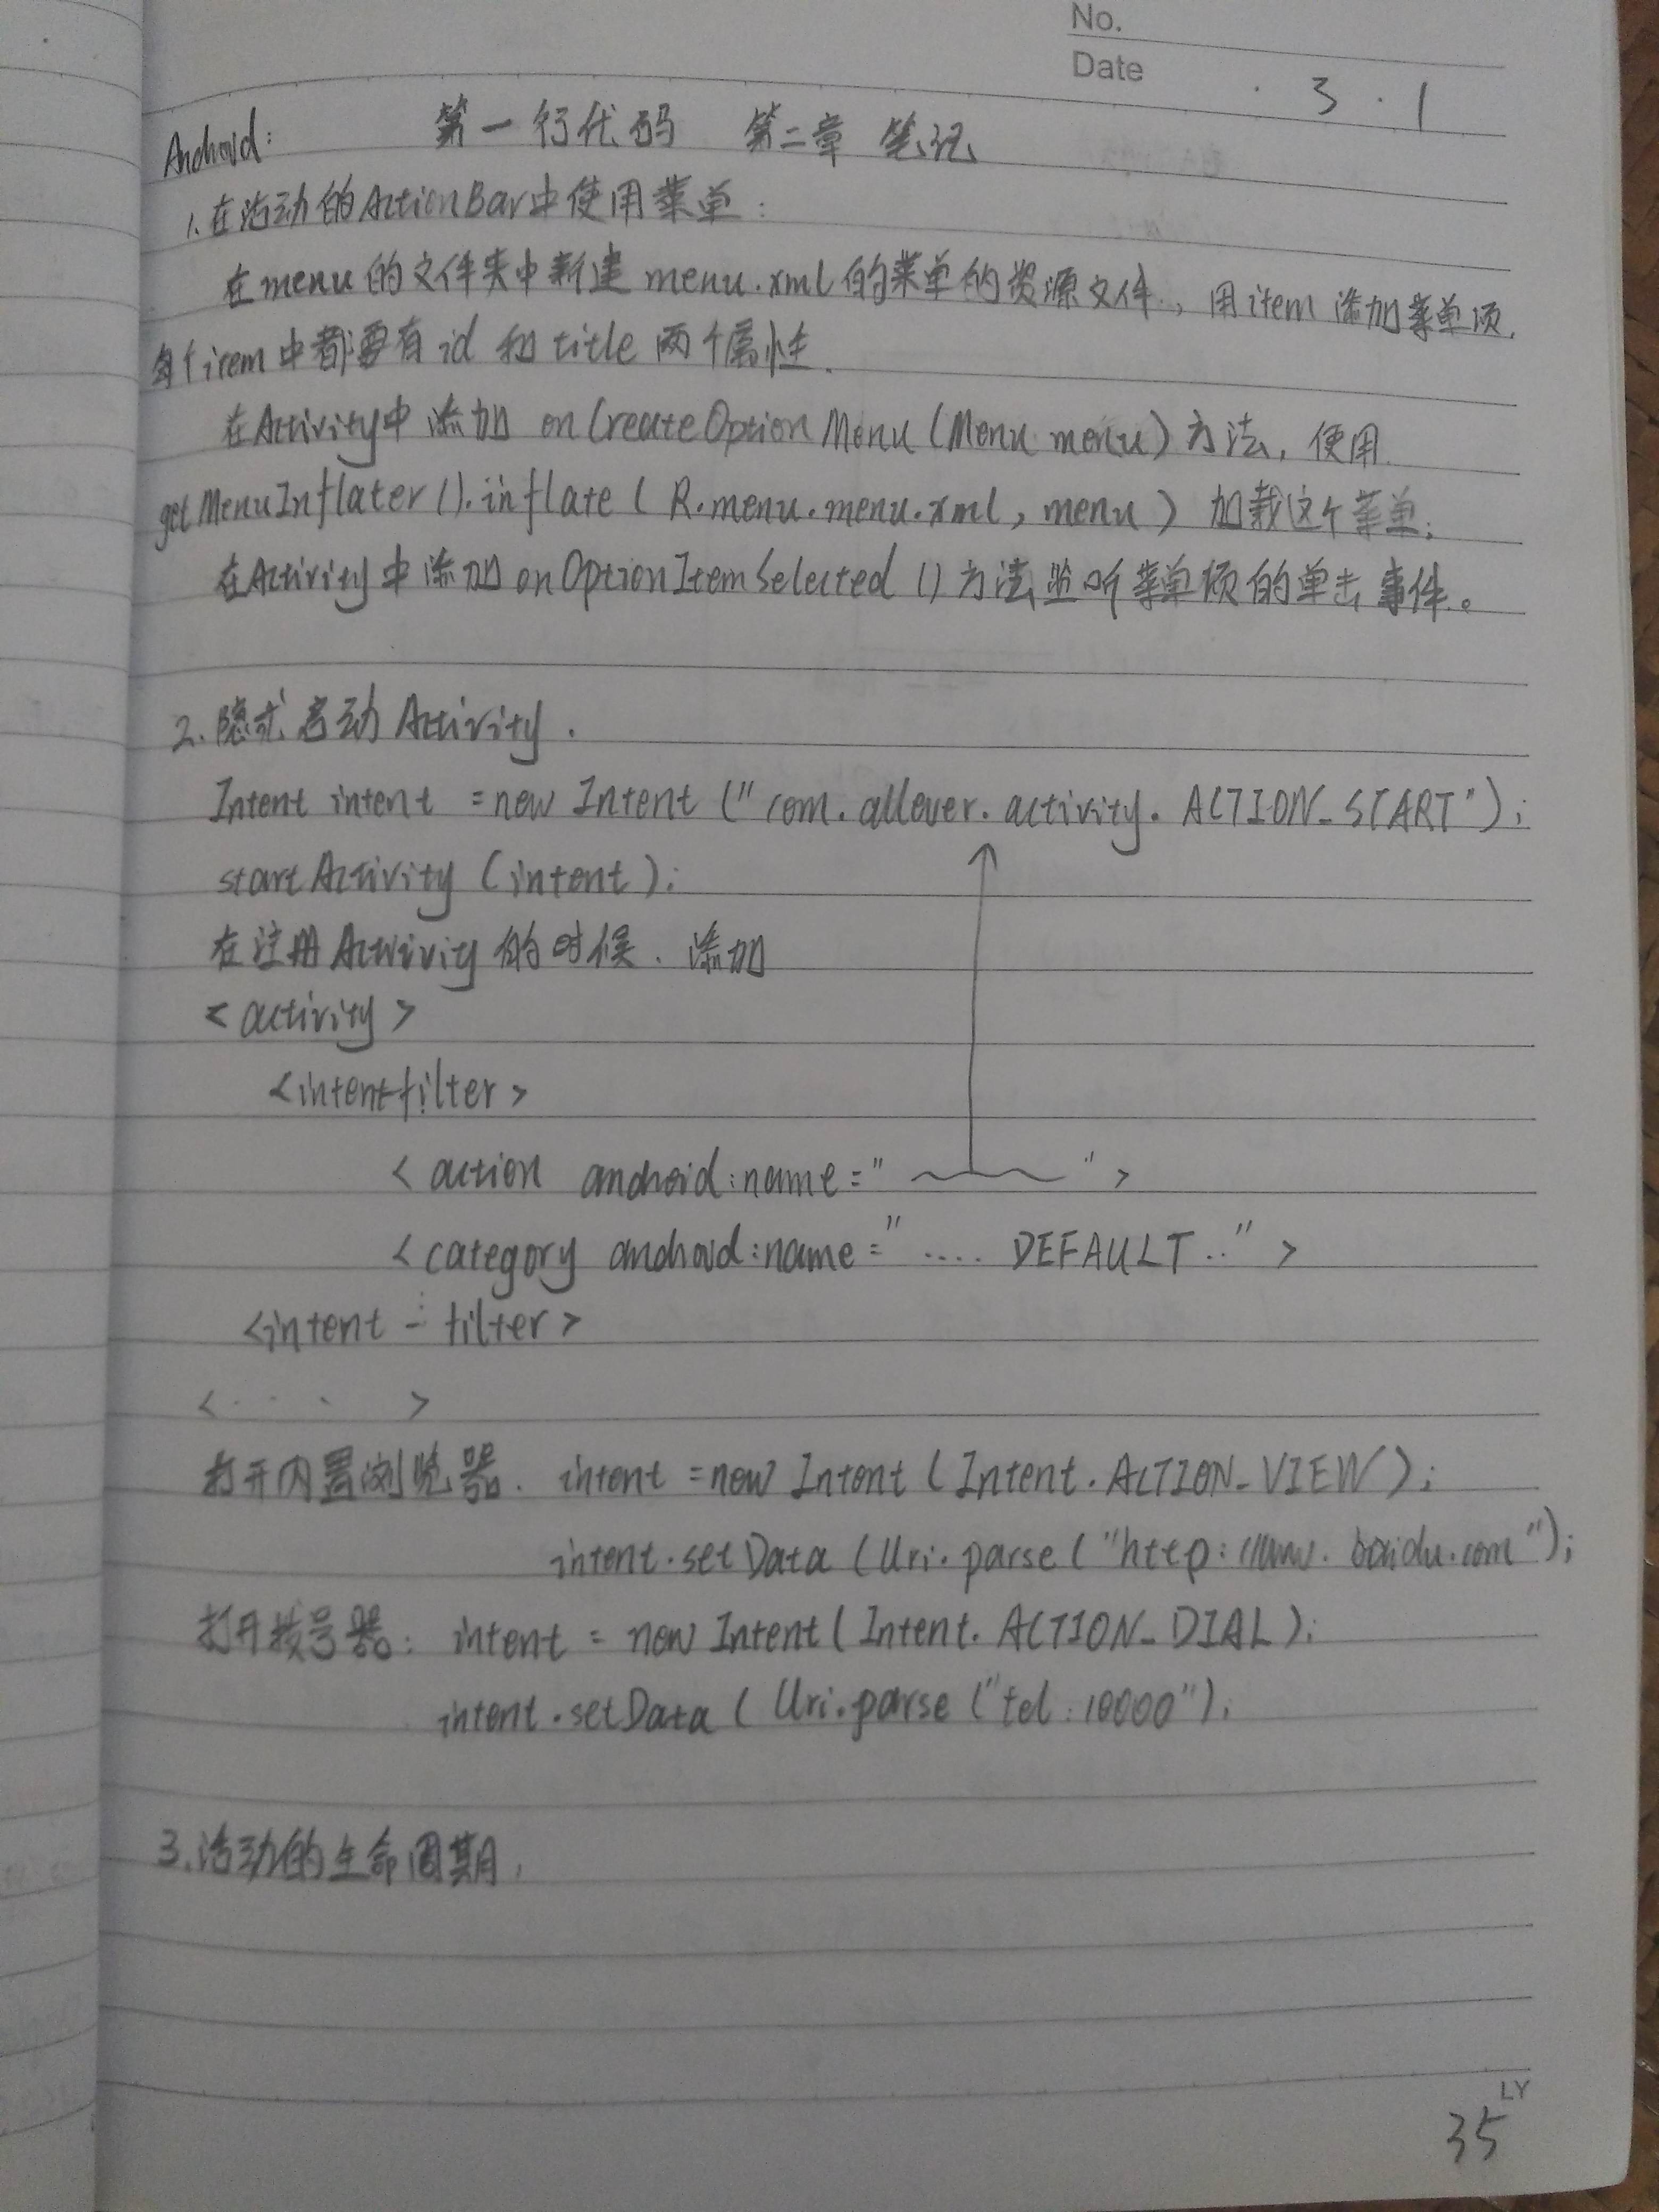 No.
Date
· 3 · 1
Android: 第一行代码 第二章 笔记
1.在活动的ActionBar中使用菜单:
在menu的文件夹中新建 menu.xml的菜单的资源文件, 用item 添加菜单项.
每个irem中都要有id 和 title 两个属性.
在Activity中 添加 onCreateOptionMenu (Menu menu) 方法, 使用
getMenuInflater().inflate ( R.menu.menu.xml, menu ) 加载这个菜单;
在Activity中添加 onOptionItemSelected () 方法监听菜单项的单击事件。
2.隐式启动 Activity.
Intent intent = new Intent ("com.allover.activity.ACTION_START");
startActivity (intent);
在注册Activity的时候. 添加
<activity>
<intent-filter>
< action android:name=" ">
< category android:name=" .... DEFAULT .." >
<intent - filter>
< . . . >
打开内置浏览器. intent = new Intent ( Intent.ACTION_VIEW );
intent.setData (Uri.parse ("http://www.baidu.com");
打开拨号器: intent = new Intent ( Intent.ACTION_DIAL );
intent.setData ( Uri.parse ("tel:10000");
3.活动的生命周期,
LY
35